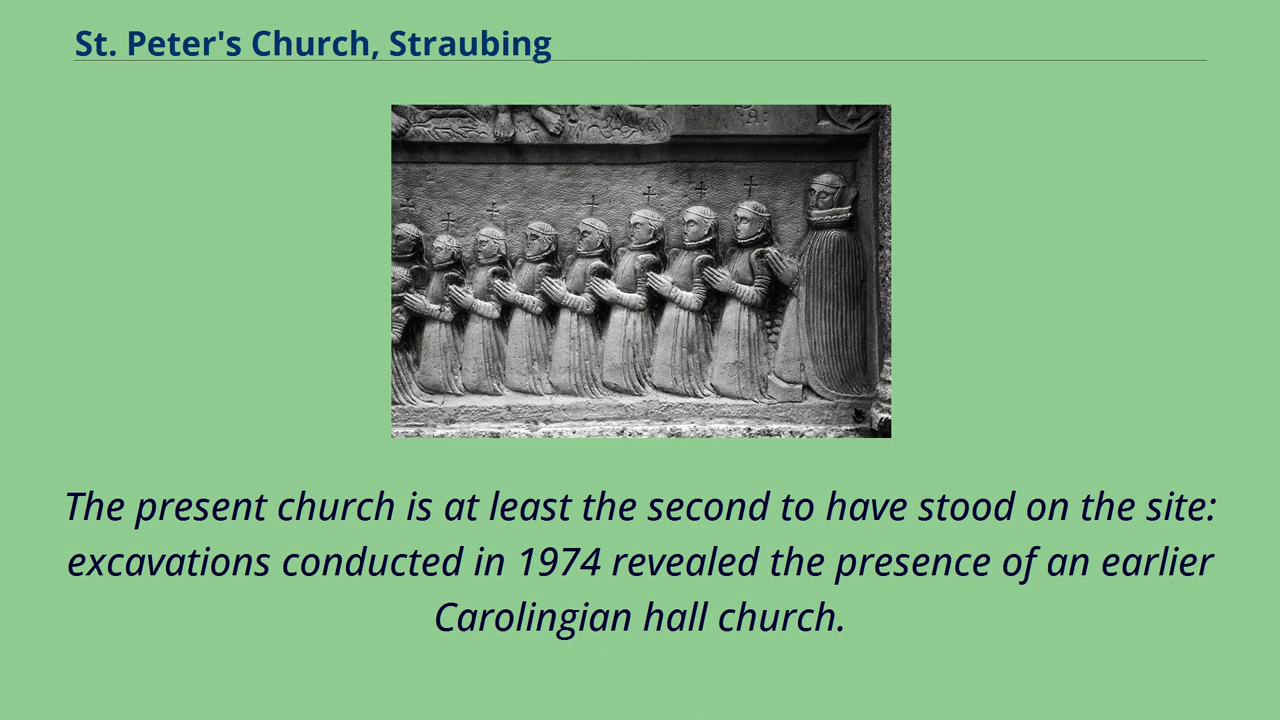 St. Peter's Church, Straubing
The present church is at least the second to have stood on the site:
excavations conducted in 1974 revealed the presence of an earlier
Carolingian hall church.